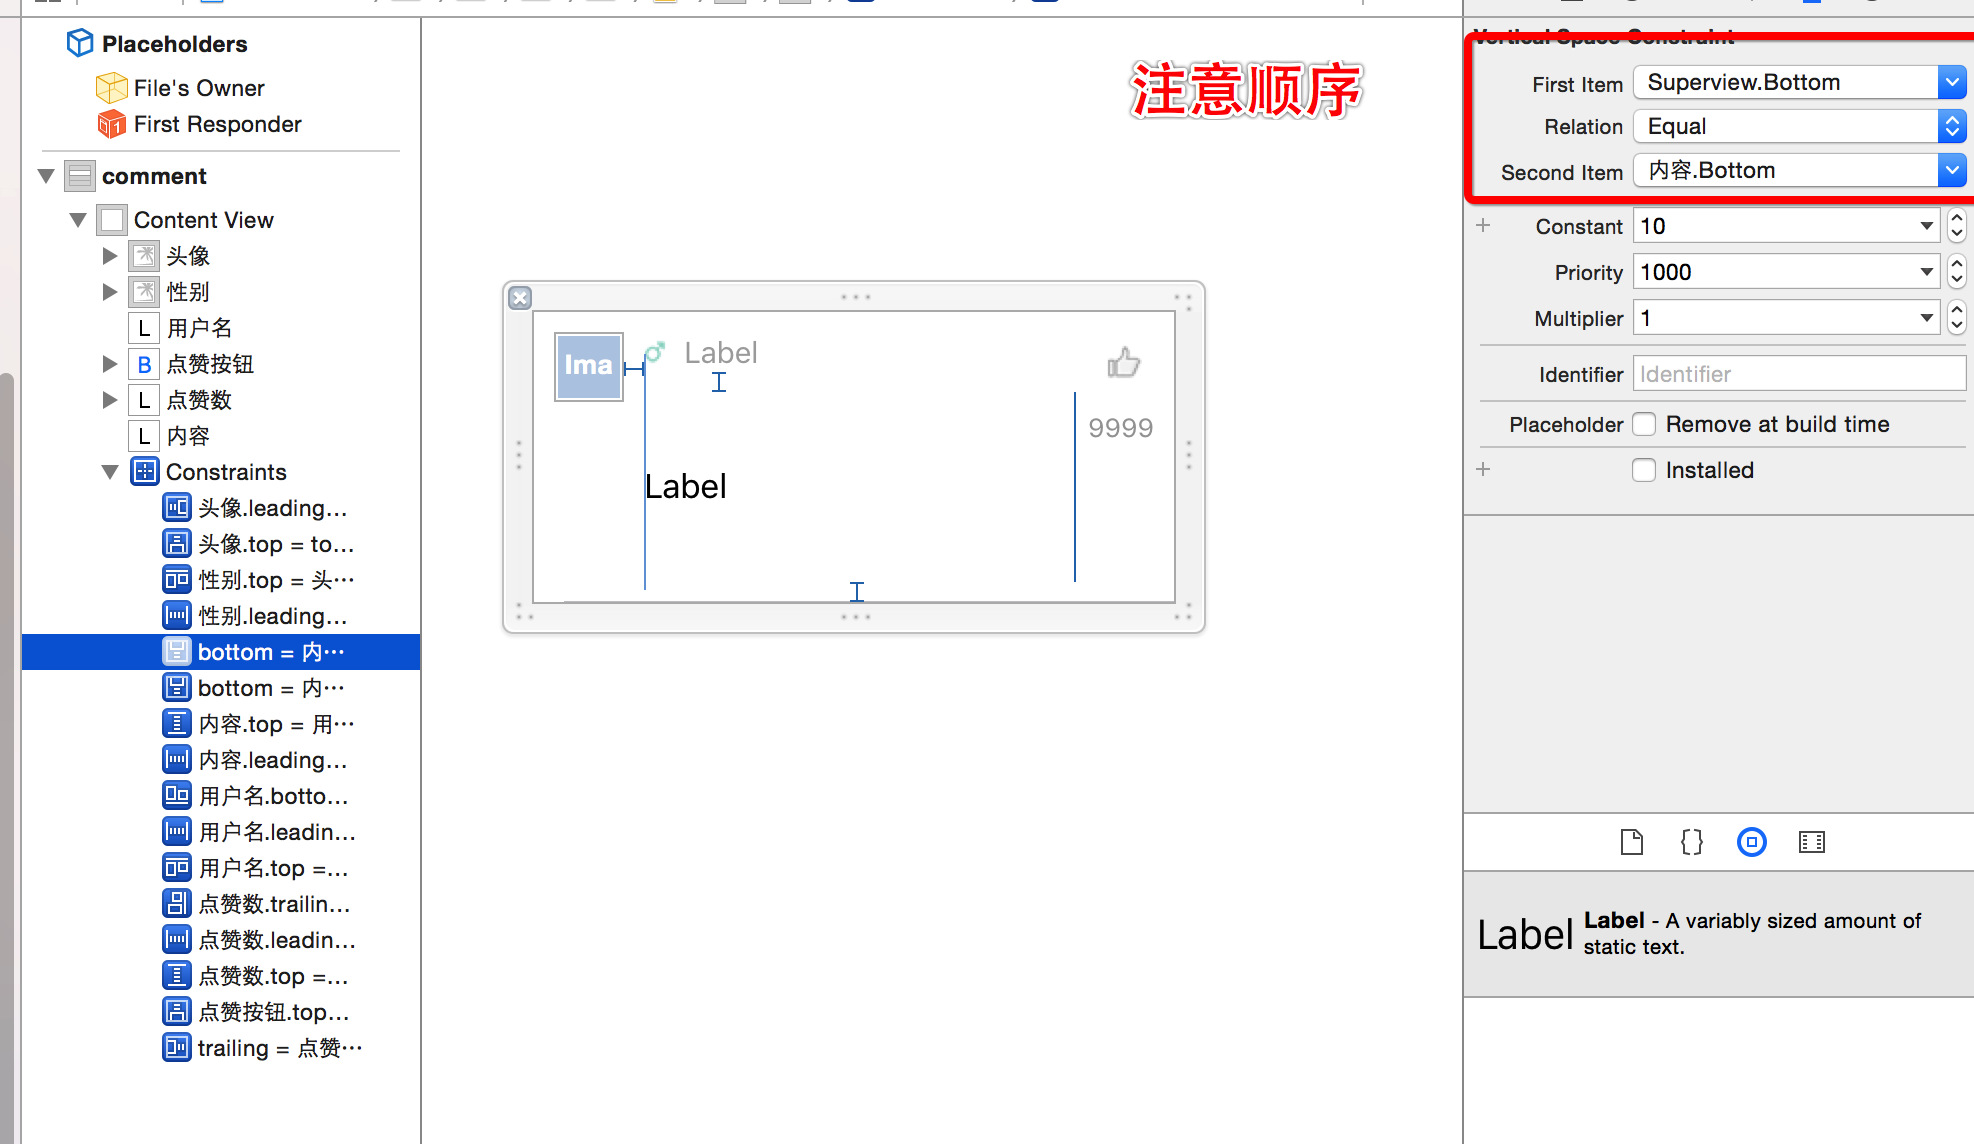 Placeholders
File's Owner
First Responder
comment
Content View
头像
性别
L 用户名
B 点赞按钮
L 点赞数
L 内容
Constraints
头像.leading...
头像.top = to...
性别.top = 头...
性别.leading...
bottom = 内...
bottom = 内...
内容.top = 用...
内容.leading...
用户名.botto...
用户名.leadin...
用户名.top =...
点赞数.trailin...
点赞数.leadin...
点赞数.top =...
点赞按钮.top...
trailing = 点赞...
注意顺序
Ima
Label
9999
Label
Vertical Space Constraint
First Item Superview.Bottom
Relation Equal
Second Item 内容.Bottom
Constant 10
Priority 1000
Multiplier 1
Identifier Identifier
Placeholder Remove at build time
Installed
Label
Label - A variably sized amount of
static text.